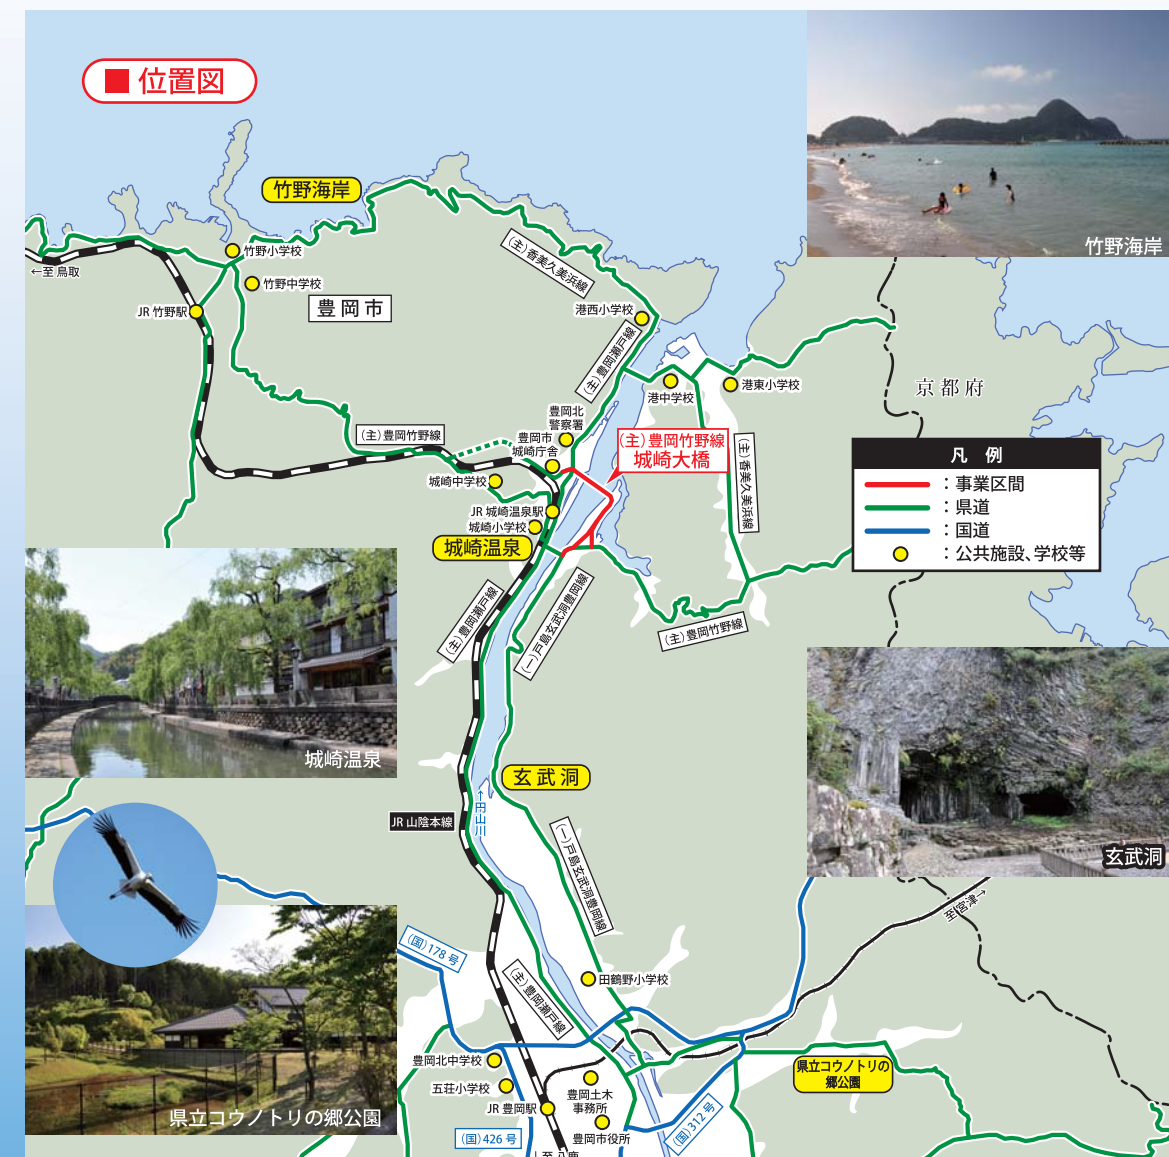 ■ 位置図
竹野海岸
竹野海岸
(主)香美久美浜線
竹野小学校
←至 鳥取
竹野中学校
JR 竹野駅
豊岡市
港西小学校
(主)豊岡瀬戸線
港中学校
港東小学校
京都府
豊岡北
警察署
(主)豊岡竹野線
豊岡市
城崎庁舎
(主)豊岡竹野線
城崎大橋
(主)香美久美浜線
凡 例
:事業区間
:県道
:国道
:公共施設、学校等
城崎中学校
JR 城崎温泉駅
城崎小学校
城崎温泉
(主)豊岡瀬戸線
(一)戸島玄武洞豊岡線
(主)豊岡竹野線
城崎温泉
玄武洞
←円山川
JR 山陰本線
(一)戸島玄武洞豊岡線
玄武洞
至 宮津→
(国)178 号
(主)豊岡瀬戸線
田鶴野小学校
豊岡北中学校
五荘小学校
豊岡土木
事務所
県立コウノトリの
郷公園
JR 豊岡駅
県立コウノトリの郷公園
(国)426 号
豊岡市役所
(国)312 号